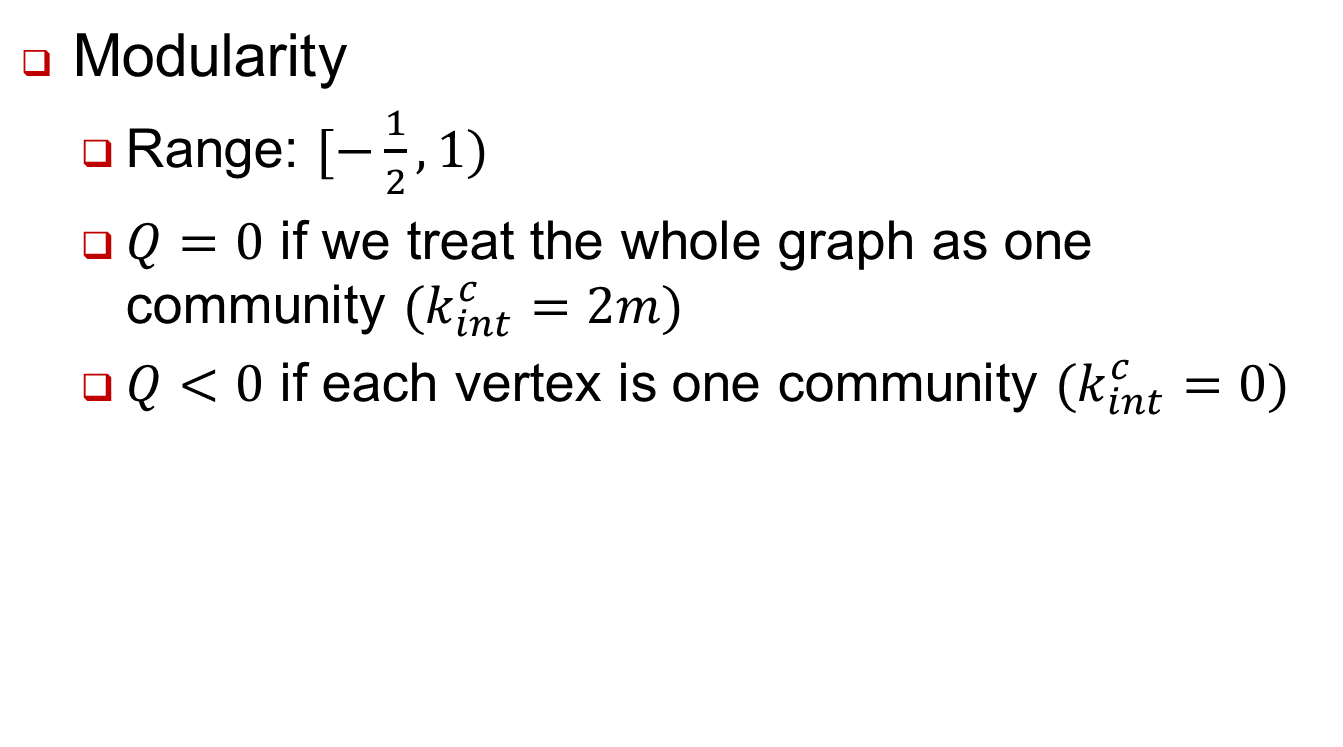 ❑ Modularity
❑ Range: [−1/2, 1)
❑ 𝑄 = 0 if we treat the whole graph as one
community (𝑘^𝑐_𝑖𝑛𝑡 = 2𝑚)
❑ 𝑄 < 0 if each vertex is one community (𝑘^𝑐_𝑖𝑛𝑡 = 0)